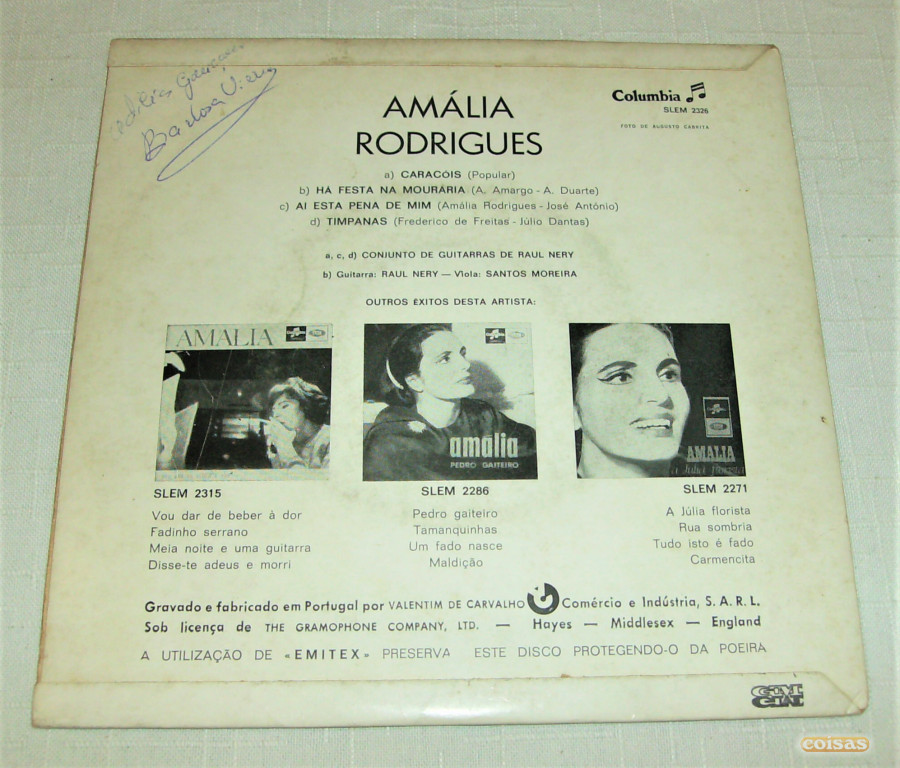 Barbosa Vieira
Columbia
SLEM 2326
FOTO DE AUGUSTO CABRITA
AMÁLIA
RODRIGUES
a) CARACÓIS (Popular)
b) HÁ FESTA NA MOURARIA (A. Amargo - A. Duarte)
c) AI ESTA PENA DE MIM (Amália Rodrigues - José António)
d) TIMPANAS (Frederico de Freitas - Júlio Dantas)
a, c, d) CONJUNTO DE GUITARRAS DE RAUL NERY
b) Guitarra: RAUL NERY — Viola: SANTOS MOREIRA
OUTROS ÊXITOS DESTA ARTISTA:
AMALIA
SLEM 2315
Vou dar de beber à dor
Fadinho serrano
Meia noite e uma guitarra
Disse-te adeus e morri
amália
PEDRO GAITEIRO
SLEM 2286
Pedro gaiteiro
Tamanquinhas
Um fado nasce
Maldição
AMALIA
a Júlia florista
SLEM 2271
A Júlia florista
Rua sombria
Tudo isto é fado
Carmencita
Gravado e fabricado em Portugal por VALENTIM DE CARVALHO Comércio e Indústria, S. A. R. L.
Sob licença de THE GRAMOPHONE COMPANY, LTD. — Hayes — Middlesex — England
A UTILIZAÇÃO DE «EMITEX» PRESERVA ESTE DISCO PROTEGENDO-O DA POEIRA
coisas